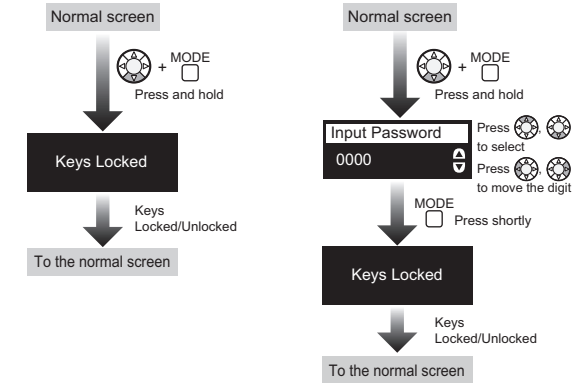 Normal screen
+ MODE
Press and hold
Keys Locked
Keys
Locked/Unlocked
To the normal screen
Normal screen
+ MODE
Press and hold
Input Password
0000
Press , 
to select
Press , 
to move the digit
MODE
Press shortly
Keys Locked
Keys
Locked/Unlocked
To the normal screen